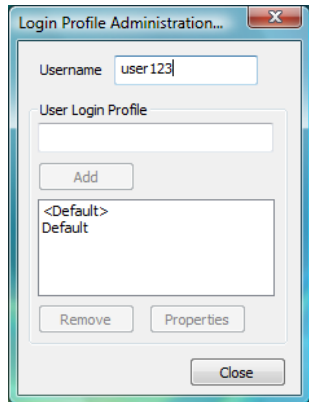 Login Profile Administration...
Username user123
User Login Profile
Add
<Default>
Default
Remove Properties
Close